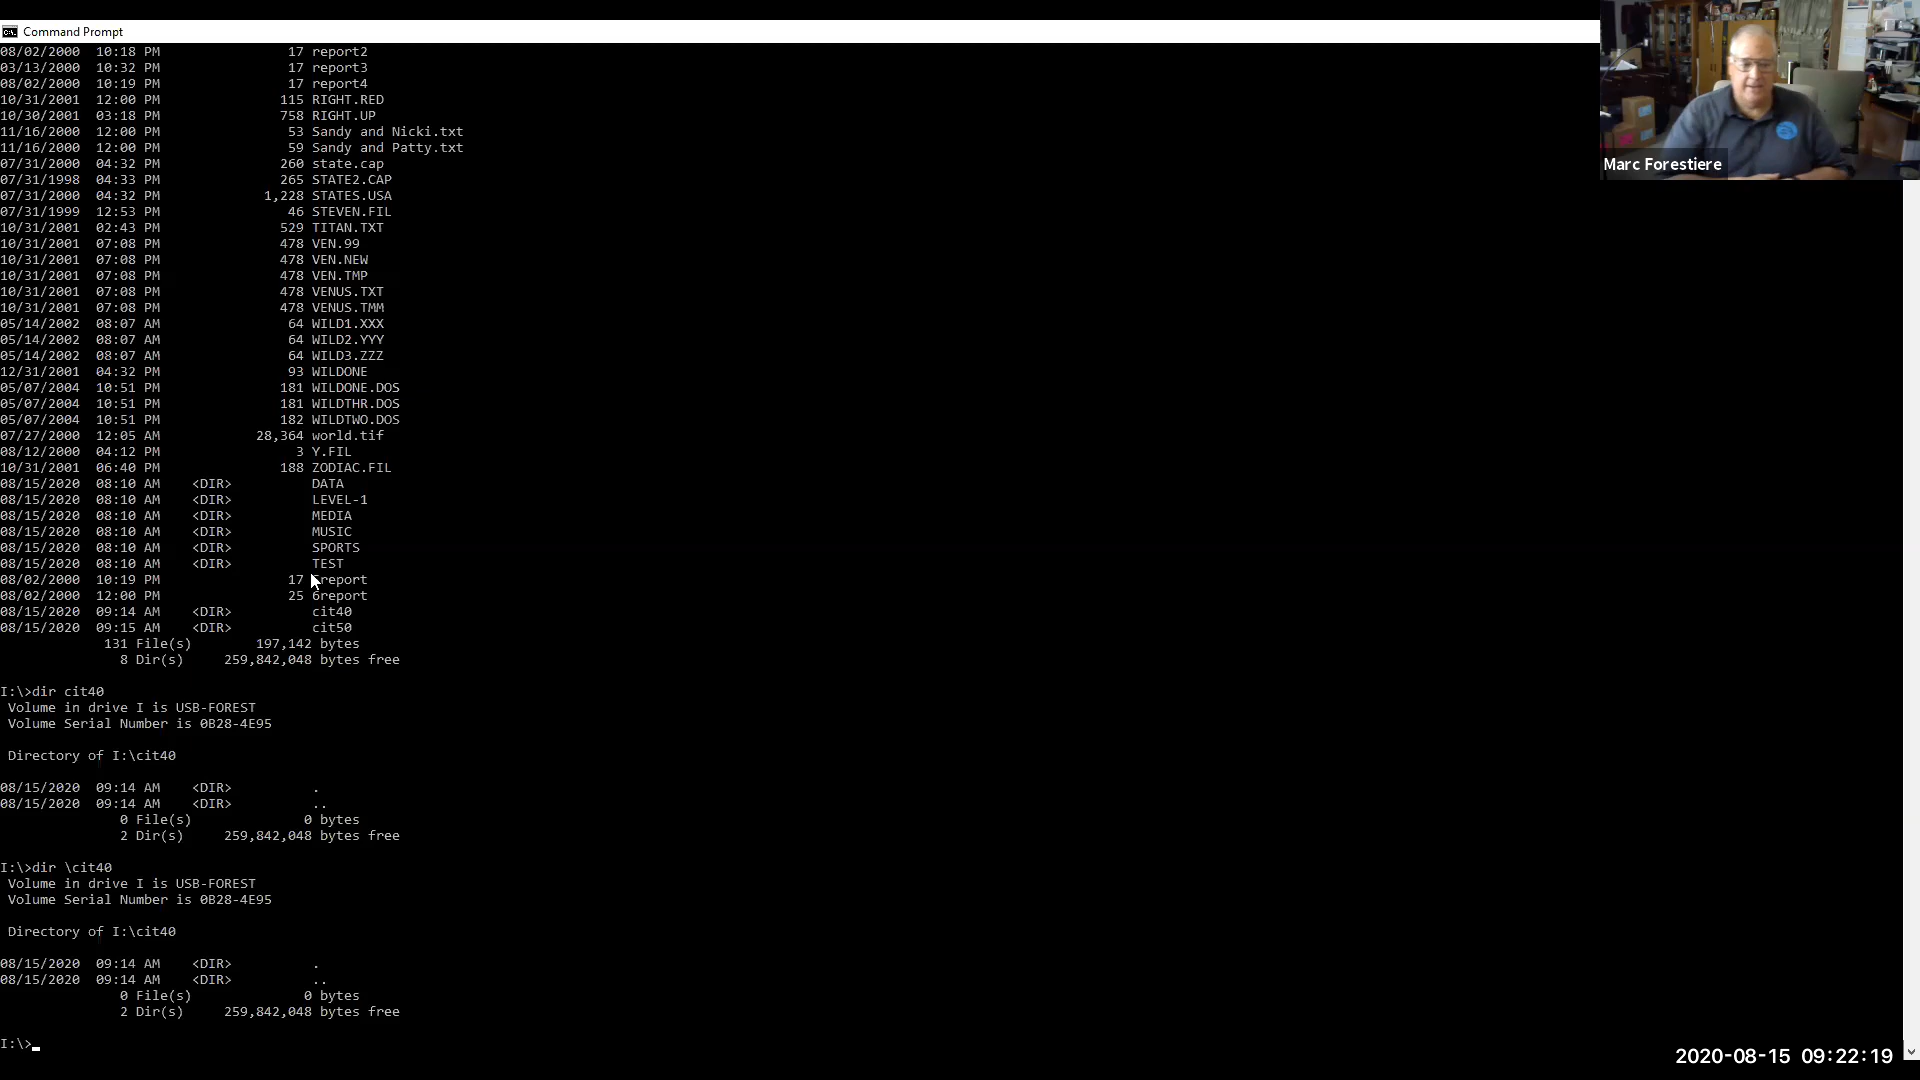 Command Prompt
08/02/2000  10:18 PM                17 report2
03/13/2000  10:32 PM                17 report3
08/02/2000  10:19 PM                17 report4
10/31/2001  12:00 PM               115 RIGHT.RED
10/30/2001  03:18 PM               758 RIGHT.UP
11/16/2000  12:00 PM                53 Sandy and Nicki.txt
11/16/2000  12:00 PM                59 Sandy and Patty.txt
07/31/2000  04:32 PM               260 state.cap
07/31/1998  04:33 PM               265 STATE2.CAP
07/31/2000  04:32 PM             1,228 STATES.USA
07/31/1999  12:53 PM                46 STEVEN.FIL
10/31/2001  02:43 PM               529 TITAN.TXT
10/31/2001  07:08 PM               478 VEN.99
10/31/2001  07:08 PM               478 VEN.NEW
10/31/2001  07:08 PM               478 VEN.TMP
10/31/2001  07:08 PM               478 VENUS.TXT
10/31/2001  07:08 PM               478 VENUS.TMM
05/14/2002  08:07 AM                64 WILD1.XXX
05/14/2002  08:07 AM                64 WILD2.YYY
05/14/2002  08:07 AM                64 WILD3.ZZZ
12/31/2001  04:32 PM                93 WILDONE
05/07/2004  10:51 PM               181 WILDONE.DOS
05/07/2004  10:51 PM               181 WILDTHR.DOS
05/07/2004  10:51 PM               182 WILDTWO.DOS
07/27/2000  12:05 AM            28,364 world.tif
08/12/2000  04:12 PM                 3 Y.FIL
10/31/2001  06:40 PM               188 ZODIAC.FIL
08/15/2020  08:10 AM    <DIR>          DATA
08/15/2020  08:10 AM    <DIR>          LEVEL-1
08/15/2020  08:10 AM    <DIR>          MEDIA
08/15/2020  08:10 AM    <DIR>          MUSIC
08/15/2020  08:10 AM    <DIR>          SPORTS
08/15/2020  08:10 AM    <DIR>          TEST
08/02/2000  10:19 PM                17 report
08/02/2000  12:00 PM                25 6report
08/15/2020  09:14 AM    <DIR>          cit40
08/15/2020  09:15 AM    <DIR>          cit50
131 File(s)        197,142 bytes
8 Dir(s)     259,842,048 bytes free
I:\>dir cit40
Volume in drive I is USB-FOREST
Volume Serial Number is 0B28-4E95
Directory of I:\cit40
08/15/2020  09:14 AM    <DIR>          .
08/15/2020  09:14 AM    <DIR>          ..
0 File(s)              0 bytes
2 Dir(s)     259,842,048 bytes free
I:\>dir \cit40
Volume in drive I is USB-FOREST
Volume Serial Number is 0B28-4E95
Directory of I:\cit40
08/15/2020  09:14 AM    <DIR>          .
08/15/2020  09:14 AM    <DIR>          ..
0 File(s)              0 bytes
2 Dir(s)     259,842,048 bytes free
I:\>
Marc Forestiere
2020-08-15 09:22:19